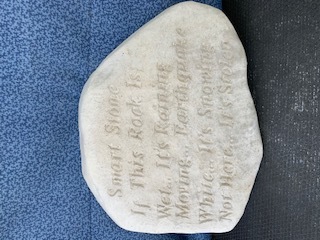 Smart Stone
If This Rock Is
Wet.. It's Raining
Moving.. Earthquake
White.. It's Snowing
Not Here... It's Stolen